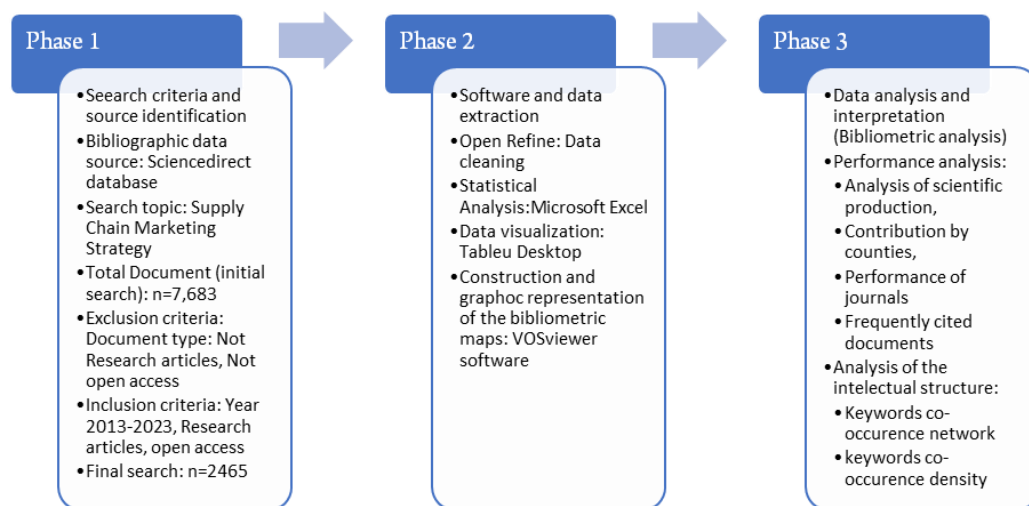 Phase 1
•Seearch criteria and
source identification
•Bibliographic data
source: Sciencedirect
database
•Search topic: Supply
Chain Marketing
Strategy
•Total Document (initial
search): n=7,683
•Exclusion criteria:
Document type: Not
Research articles, Not
open access
•Inclusion criteria: Year
2013-2023, Research
articles, open access
•Final search: n=2465
Phase 2
•Software and data
extraction
•Open Refine: Data
cleaning
•Statistical
Analysis:Microsoft Excel
•Data visualization:
Tableu Desktop
•Construction and
graphoc representation
of the bibliometric
maps: VOSviewer
software
Phase 3
•Data analysis and
interpretation
(Bibliometric analysis)
•Performance analysis:
•Analysis of scientific
production,
•Contribution by
counties,
•Performance of
journals
•Frequently cited
documents
•Analysis of the
intelectual structure:
•Keywords co-
occurence network
•keywords co-
occurence density